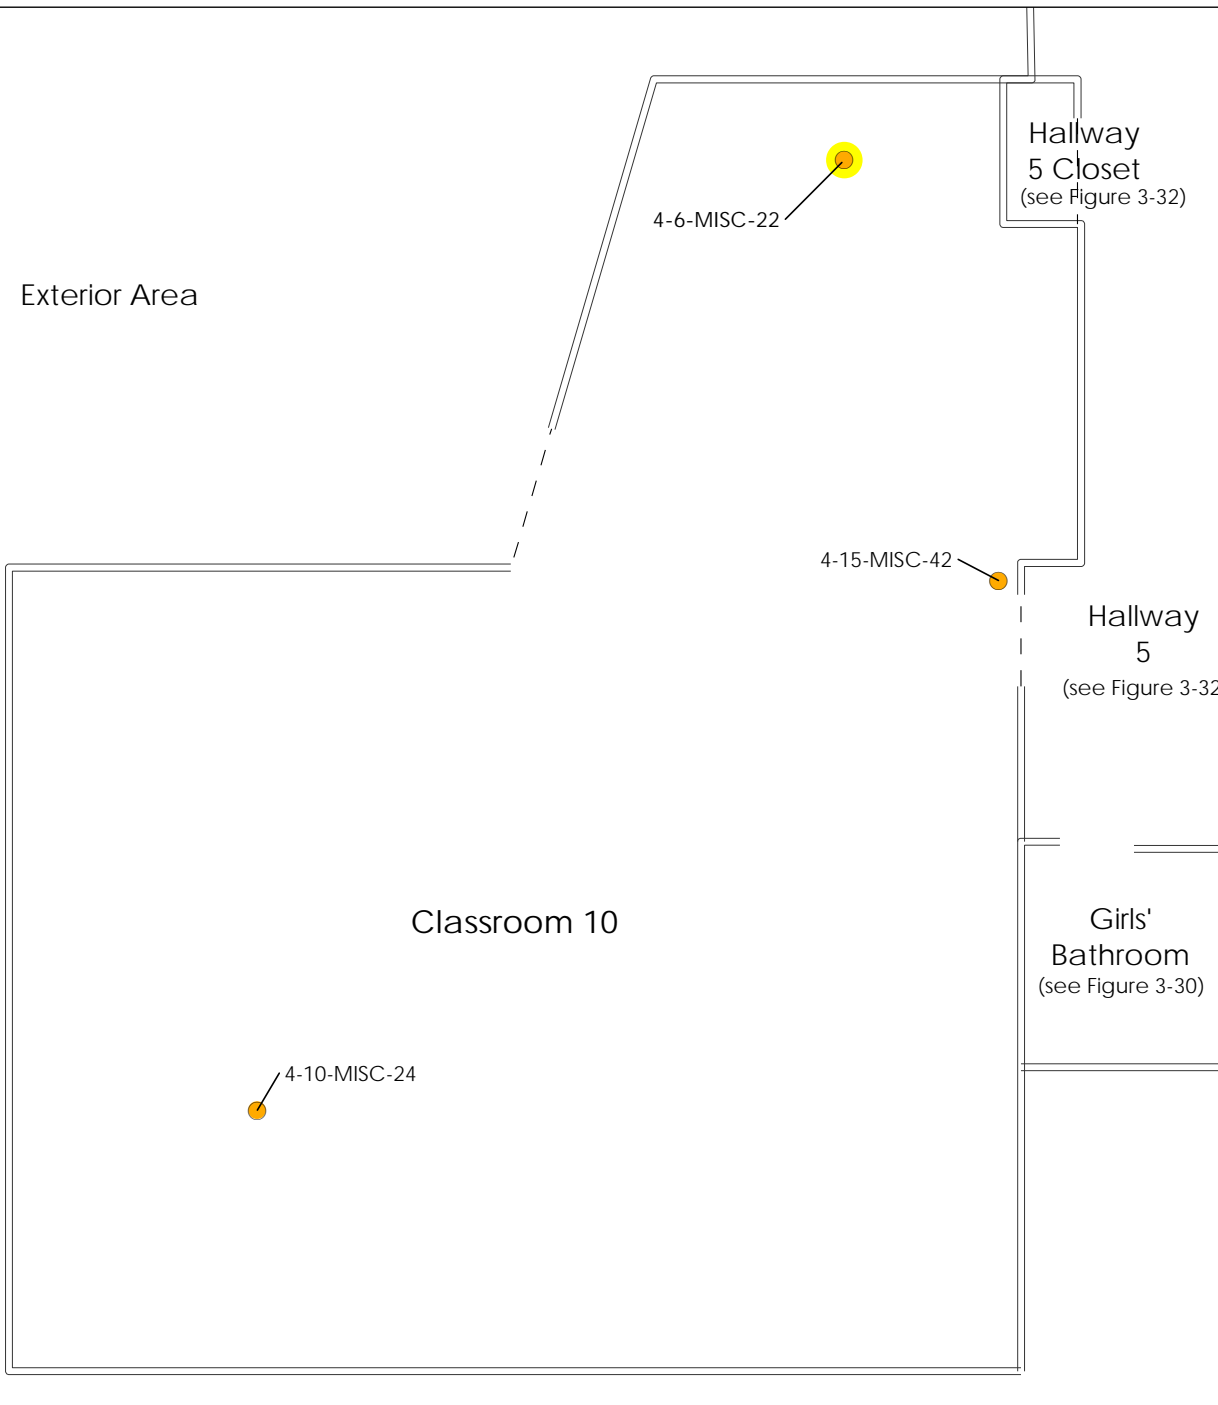 Hallway
5 Closet
(see Figure 3-32)
4-6-MISC-22
Exterior Area
4-15-MISC-42
Hallway
5
(see Figure 3-32
Classroom 10
Girls'
Bathroom
(see Figure 3-30)
4-10-MISC-24